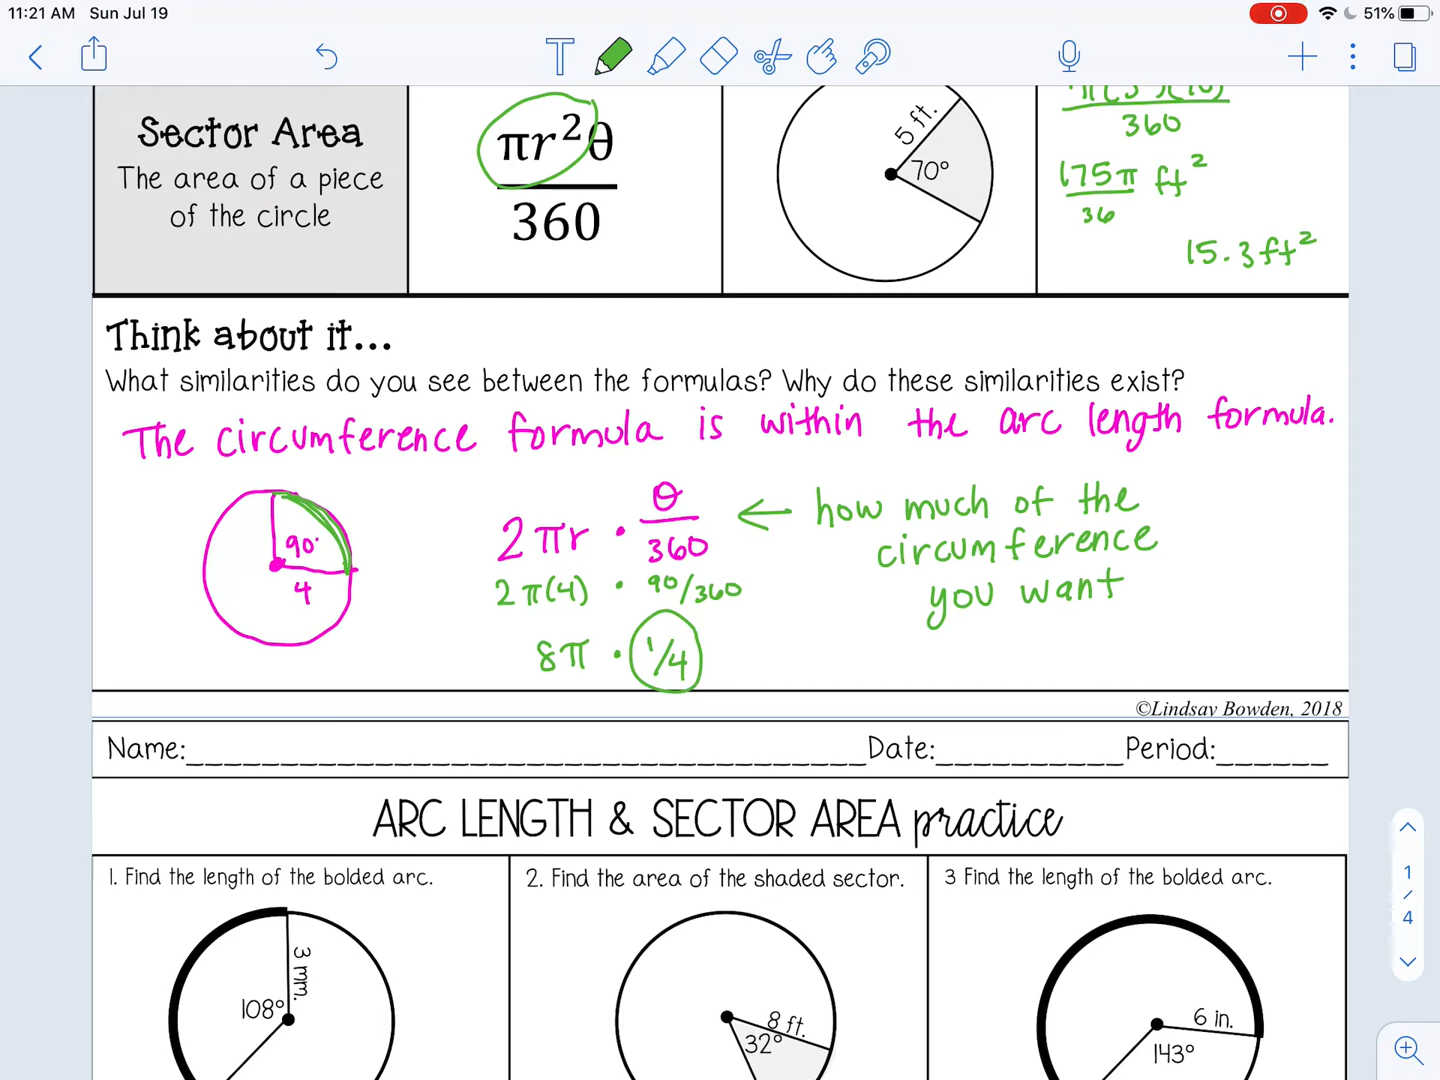 11:21 AM Sun Jul 19
51%
T
Sector Area
The area of a piece
of the circle
πr²θ
360
5 ft.
70°
360
175π ft²
36
15.3 ft²
Think about it...
What similarities do you see between the formulas? Why do these similarities exist?
The circumference formula is within the arc length formula.
90°
4
2πr · θ/360
2π(4) · 90/360
8π · 1/4
← how much of the
circumference
you want
©Lindsay Bowden, 2018
Name:__________________________________Date:__________Period:______
ARC LENGTH & SECTOR AREA practice
1. Find the length of the bolded arc.
3 mm.
108°
2. Find the area of the shaded sector.
8 ft.
32°
3 Find the length of the bolded arc.
6 in.
143°
1
/
4